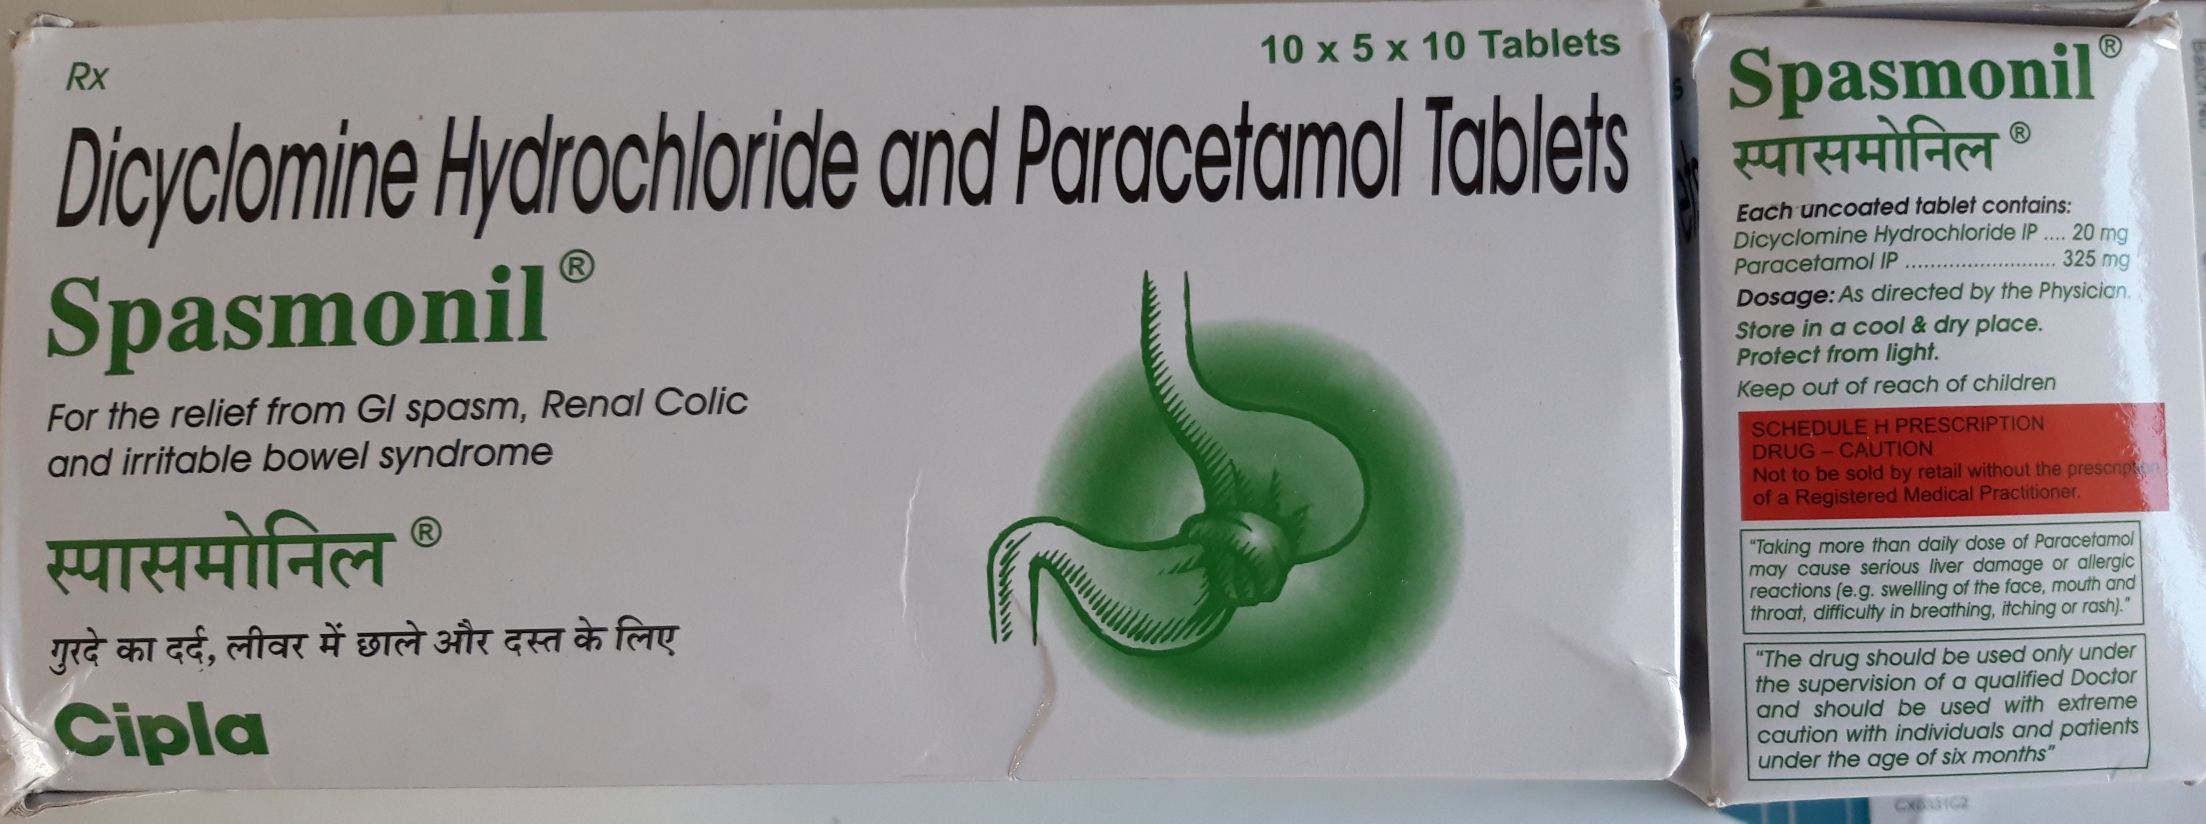 Rx
10 x 5 x 10 Tablets
Dicyclomine Hydrochloride and Paracetamol Tablets
Spasmonil®
For the relief from GI spasm, Renal Colic
and irritable bowel syndrome
स्पासमोनिल®
गुरदे का दर्द, लीवर में छाले और दस्त के लिए
Cipla
Spasmonil®
स्पासमोनिल®
Each uncoated tablet contains:
Dicyclomine Hydrochloride IP .... 20 mg
Paracetamol IP ........................ 325 mg
Dosage: As directed by the Physician.
Store in a cool & dry place.
Protect from light.
Keep out of reach of children
SCHEDULE H PRESCRIPTION
DRUG – CAUTION
Not to be sold by retail without the prescription
of a Registered Medical Practitioner.
"Taking more than daily dose of Paracetamol
may cause serious liver damage or allergic
reactions (e.g. swelling of the face, mouth and
throat, difficulty in breathing, itching or rash)."
"The drug should be used only under
the supervision of a qualified Doctor
and should be used with extreme
caution with individuals and patients
under the age of six months"